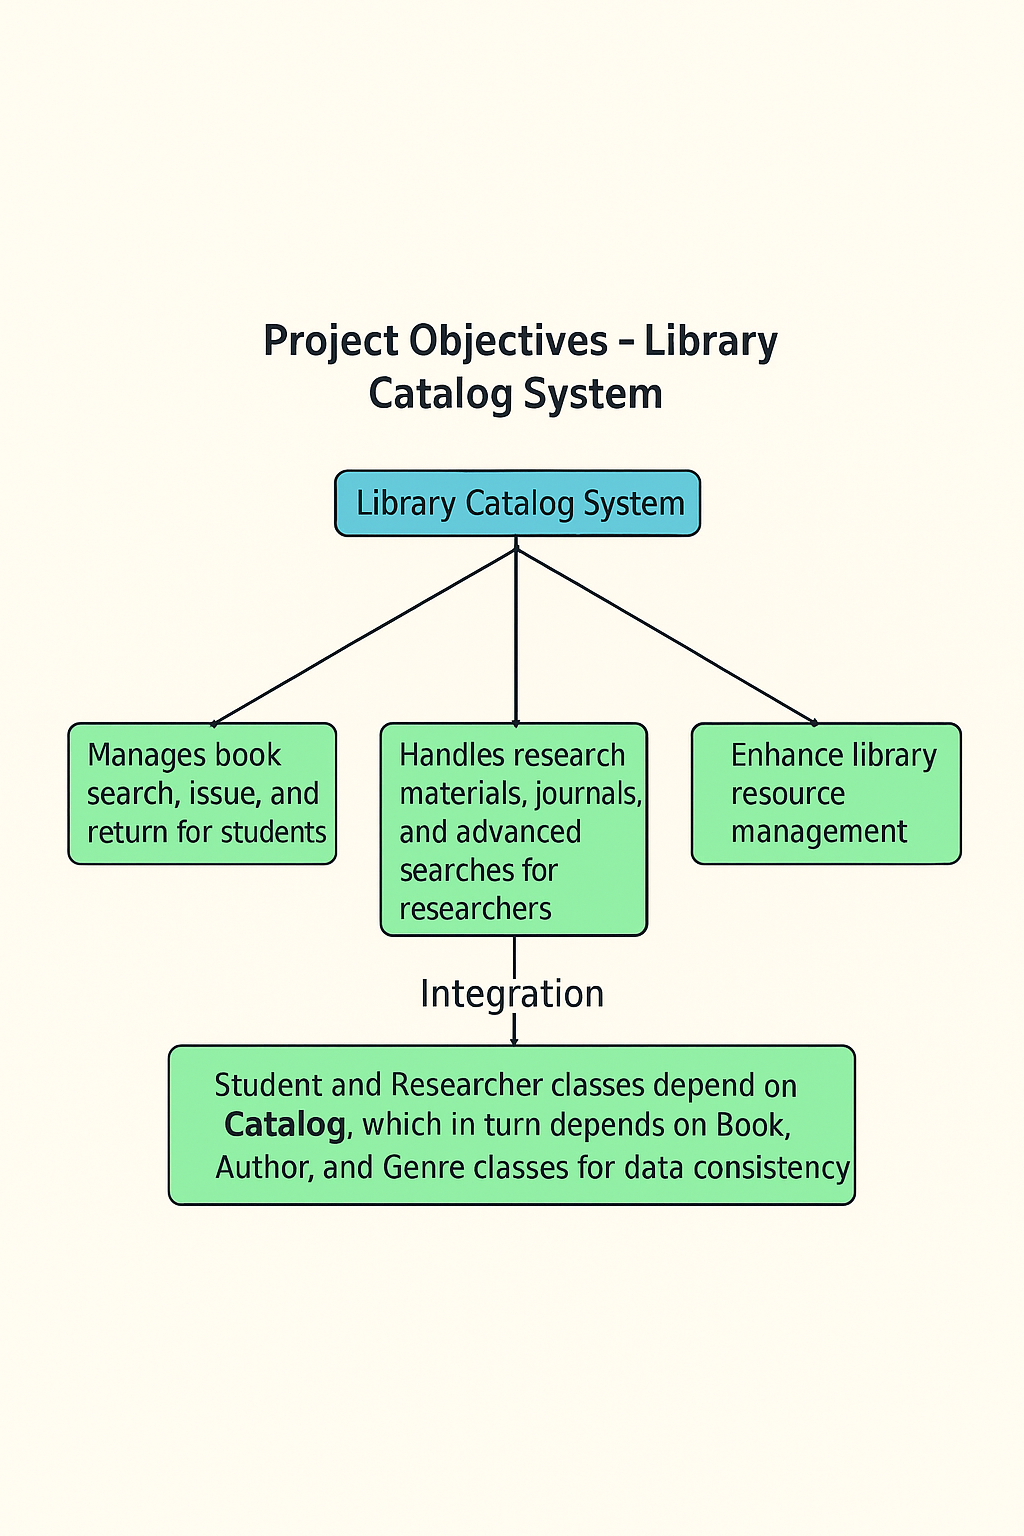 Project Objectives – Library
Catalog System
Library Catalog System
Manages book
search, issue, and
return for students
Handles research
materials, journals,
and advanced
searches for
researchers
Enhance library
resource
management
Integration
Student and Researcher classes depend on
Catalog, which in turn depends on Book,
Author, and Genre classes for data consistency